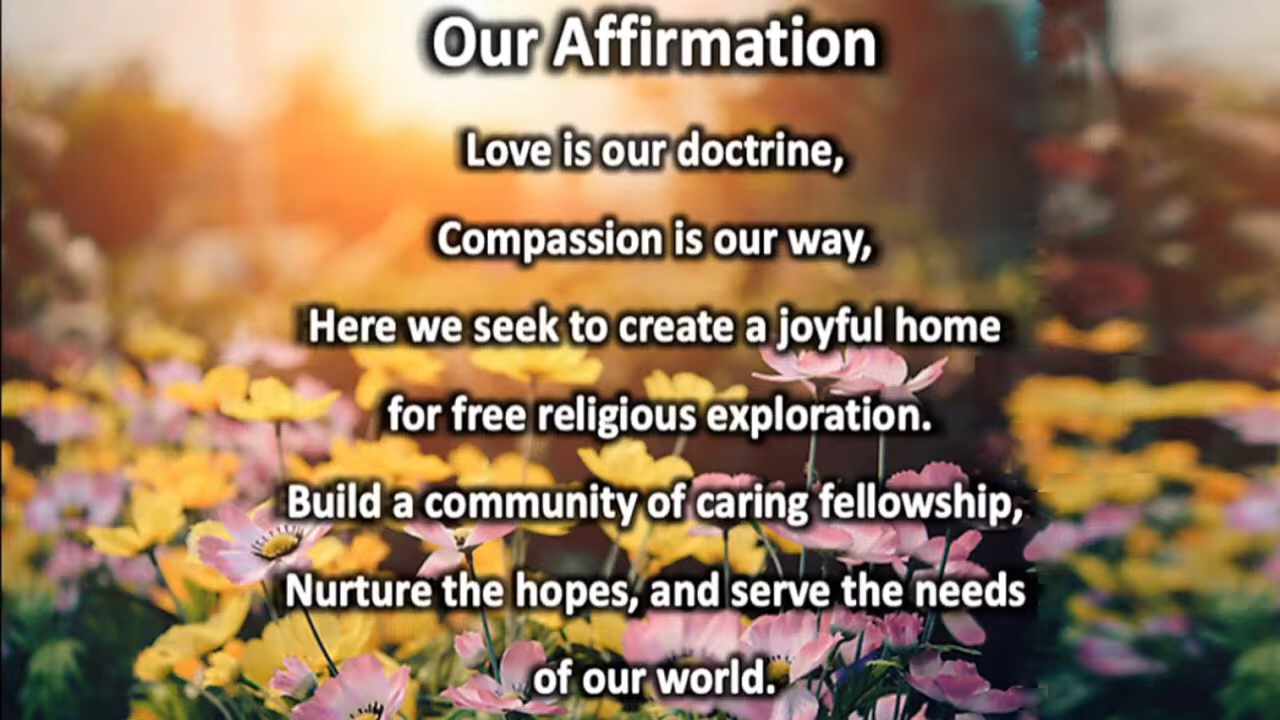 Our Affirmation
Love is our doctrine,
Compassion is our way,
Here we seek to create a joyful home
for free religious exploration.
Build a community of caring fellowship,
Nurture the hopes, and serve the needs
of our world.